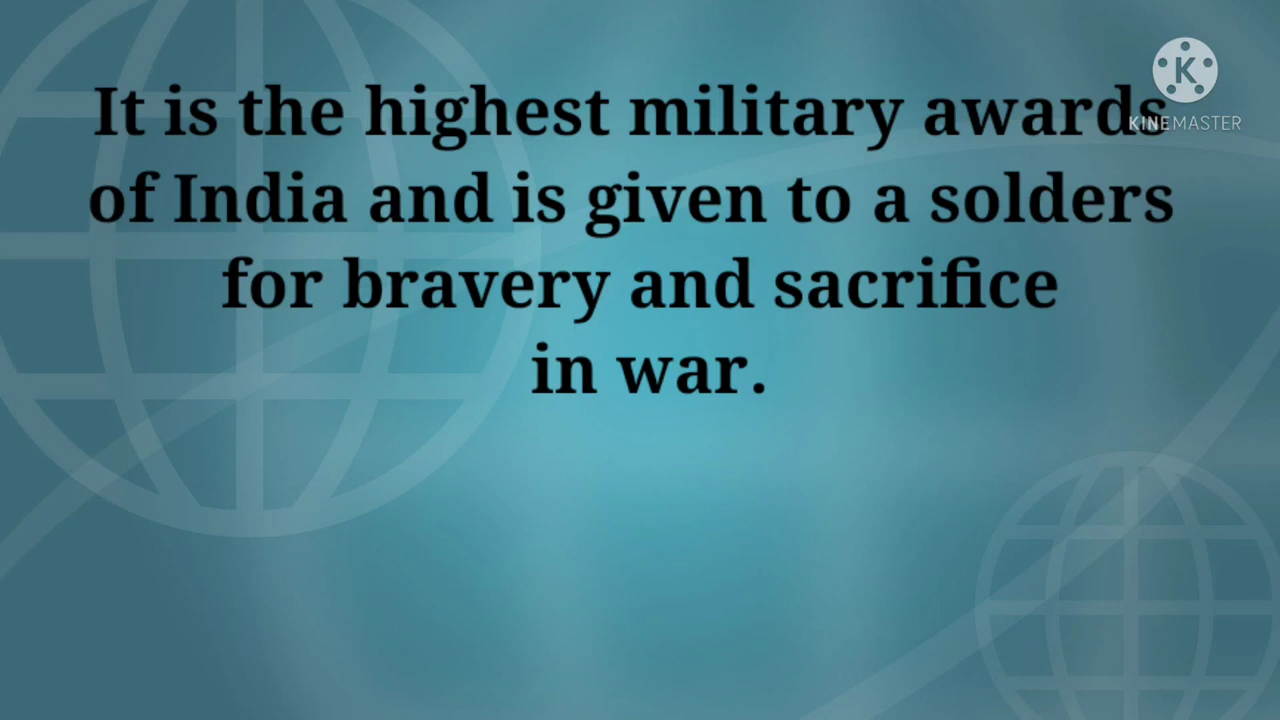 It is the highest military awards
of India and is given to a solders
for bravery and sacrifice
in war.
K
KINEMASTER